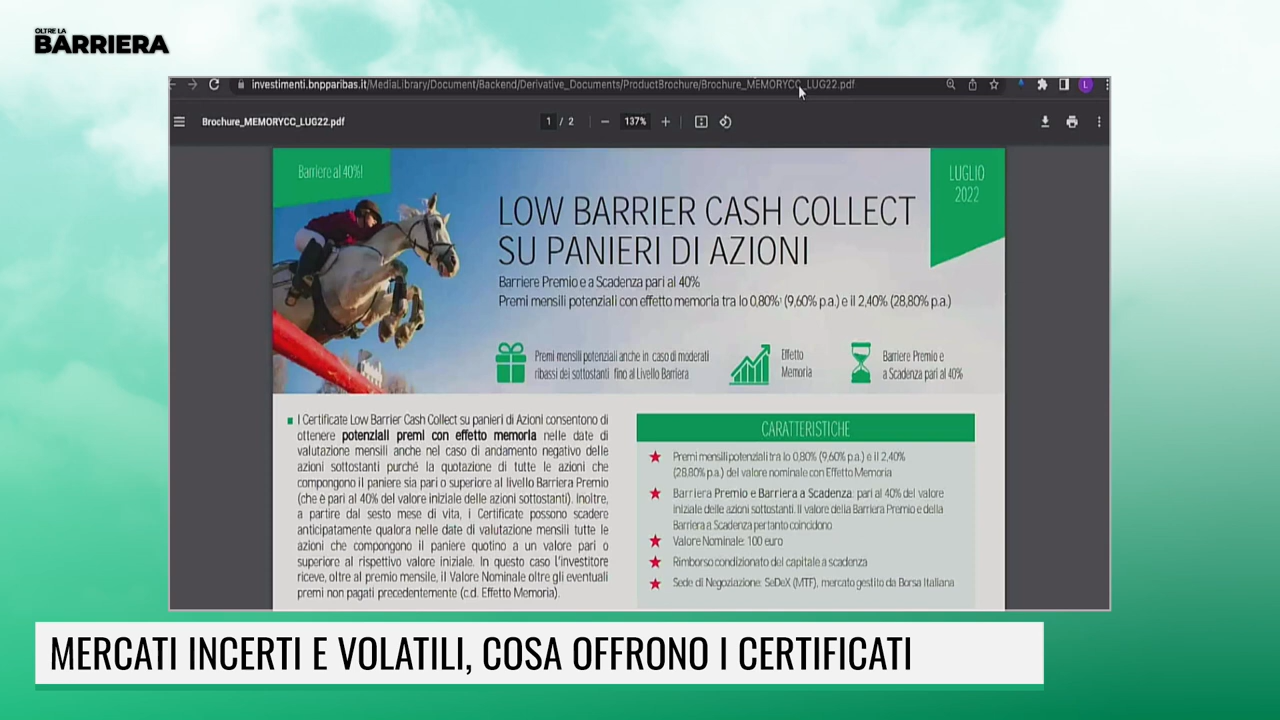 OLTRE LA
BARRIERA
investimenti.bnpparibas.it/MediaLibrary/Document/Backend/Derivative_Documents/ProductBrochure/Brochure_MEMORYCC_LUG22.pdf
L
Brochure_MEMORYCC_LUG22.pdf
1 / 2
137%
Barriere al 40%!
LUGLIO
2022
LOW BARRIER CASH COLLECT
SU PANIERI DI AZIONI
Barriere Premio e a Scadenza pari al 40%
Premi mensili potenziali con effetto memoria tra lo 0,80%¹ (9,60% p.a.) e il 2,40% (28,80% p.a.)
Premi mensili potenziali anche in caso di moderati
ribassi dei sottostanti fino al Livello Barriera
Effetto
Memoria
Barriere Premio e
a Scadenza pari al 40%
I Certificate Low Barrier Cash Collect su panieri di Azioni consentono di
ottenere potenziali premi con effetto memoria nelle date di
valutazione mensili anche nel caso di andamento negativo delle
azioni sottostanti purché la quotazione di tutte le azioni che
compongono il paniere sia pari o superiore al livello Barriera Premio
(che è pari al 40% del valore iniziale delle azioni sottostanti). Inoltre,
a partire dal sesto mese di vita, i Certificate possono scadere
anticipatamente qualora nelle date di valutazione mensili tutte le
azioni che compongono il paniere quotino a un valore pari o
superiore al rispettivo valore iniziale. In questo caso l'investitore
riceve, oltre al premio mensile, il Valore Nominale oltre gli eventuali
premi non pagati precedentemente (c.d. Effetto Memoria).
CARATTERISTICHE
Premi mensili potenziali tra lo 0,80% (9,60% p.a.) e il 2,40%
(28,80% p.a.) del valore nominale con Effetto Memoria
Barriera Premio e Barriera a Scadenza: pari al 40% del valore
iniziale delle azioni sottostanti. Il valore della Barriera Premio e della
Barriera a Scadenza pertanto coincidono
Valore Nominale: 100 euro
Rimborso condizionato del capitale a scadenza
Sede di Negoziazione: SeDeX (MTF), mercato gestito da Borsa Italiana
MERCATI INCERTI E VOLATILI, COSA OFFRONO I CERTIFICATI